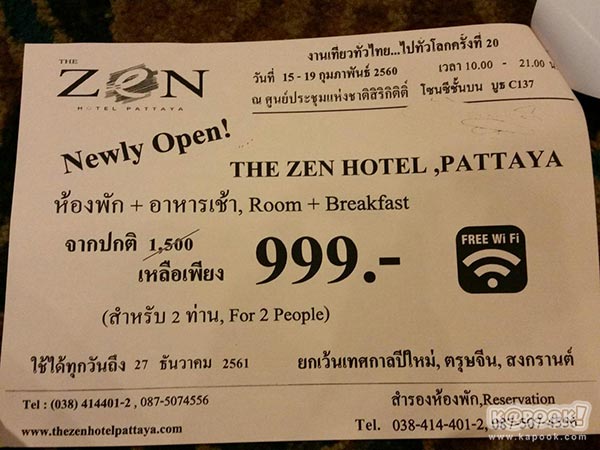 THE
ZEN
HOTEL PATTAYA
งานเที่ยวทั่วไทย...ไปทั่วโลกครั้งที่ 20
วันที่ 15 - 19 กุมภาพันธ์ 2560 เวลา 10.00 - 21.00
ณ ศูนย์ประชุมแห่งชาติสิริกิติติ์ โซนซีชั้นบน บูธ C137
Newly Open!
THE ZEN HOTEL ,PATTAYA
ห้องพัก + อาหารเช้า, Room + Breakfast
จากปกติ 1,500
เหลือเพียง 999.-
FREE Wi Fi
(สำหรับ 2 ท่าน, For 2 People)
ใช้ได้ทุกวันถึง 27 ธันวาคม 2561 ยกเว้นเทศกาลปีใหม่, ตรุษจีน, สงกรานต์
Tel : (038) 414401-2 , 087-5074556 สำรองห้องพัก,Reservation
www.thezenhotelpattaya.com Tel. 038-414-401-2,
KAPOOK!
www.kapook.com